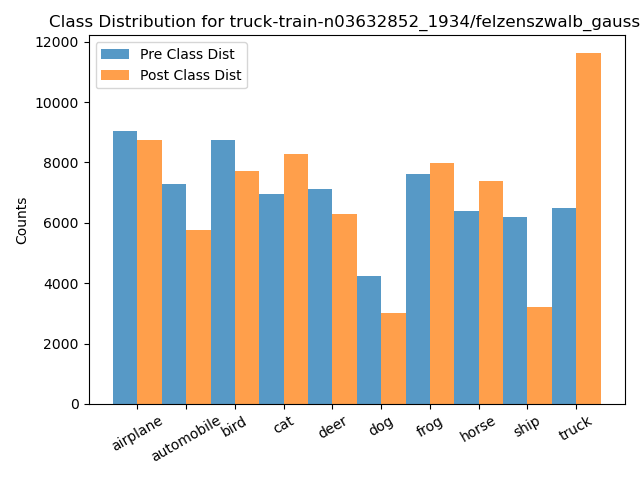 Class Distribution for truck-train-n03632852_1934/felzenszwalb_gauss
Pre Class Dist
Post Class Dist
Counts
12000
10000
8000
6000
4000
2000
0
airplane
automobile
bird
cat
deer
dog
frog
horse
ship
truck